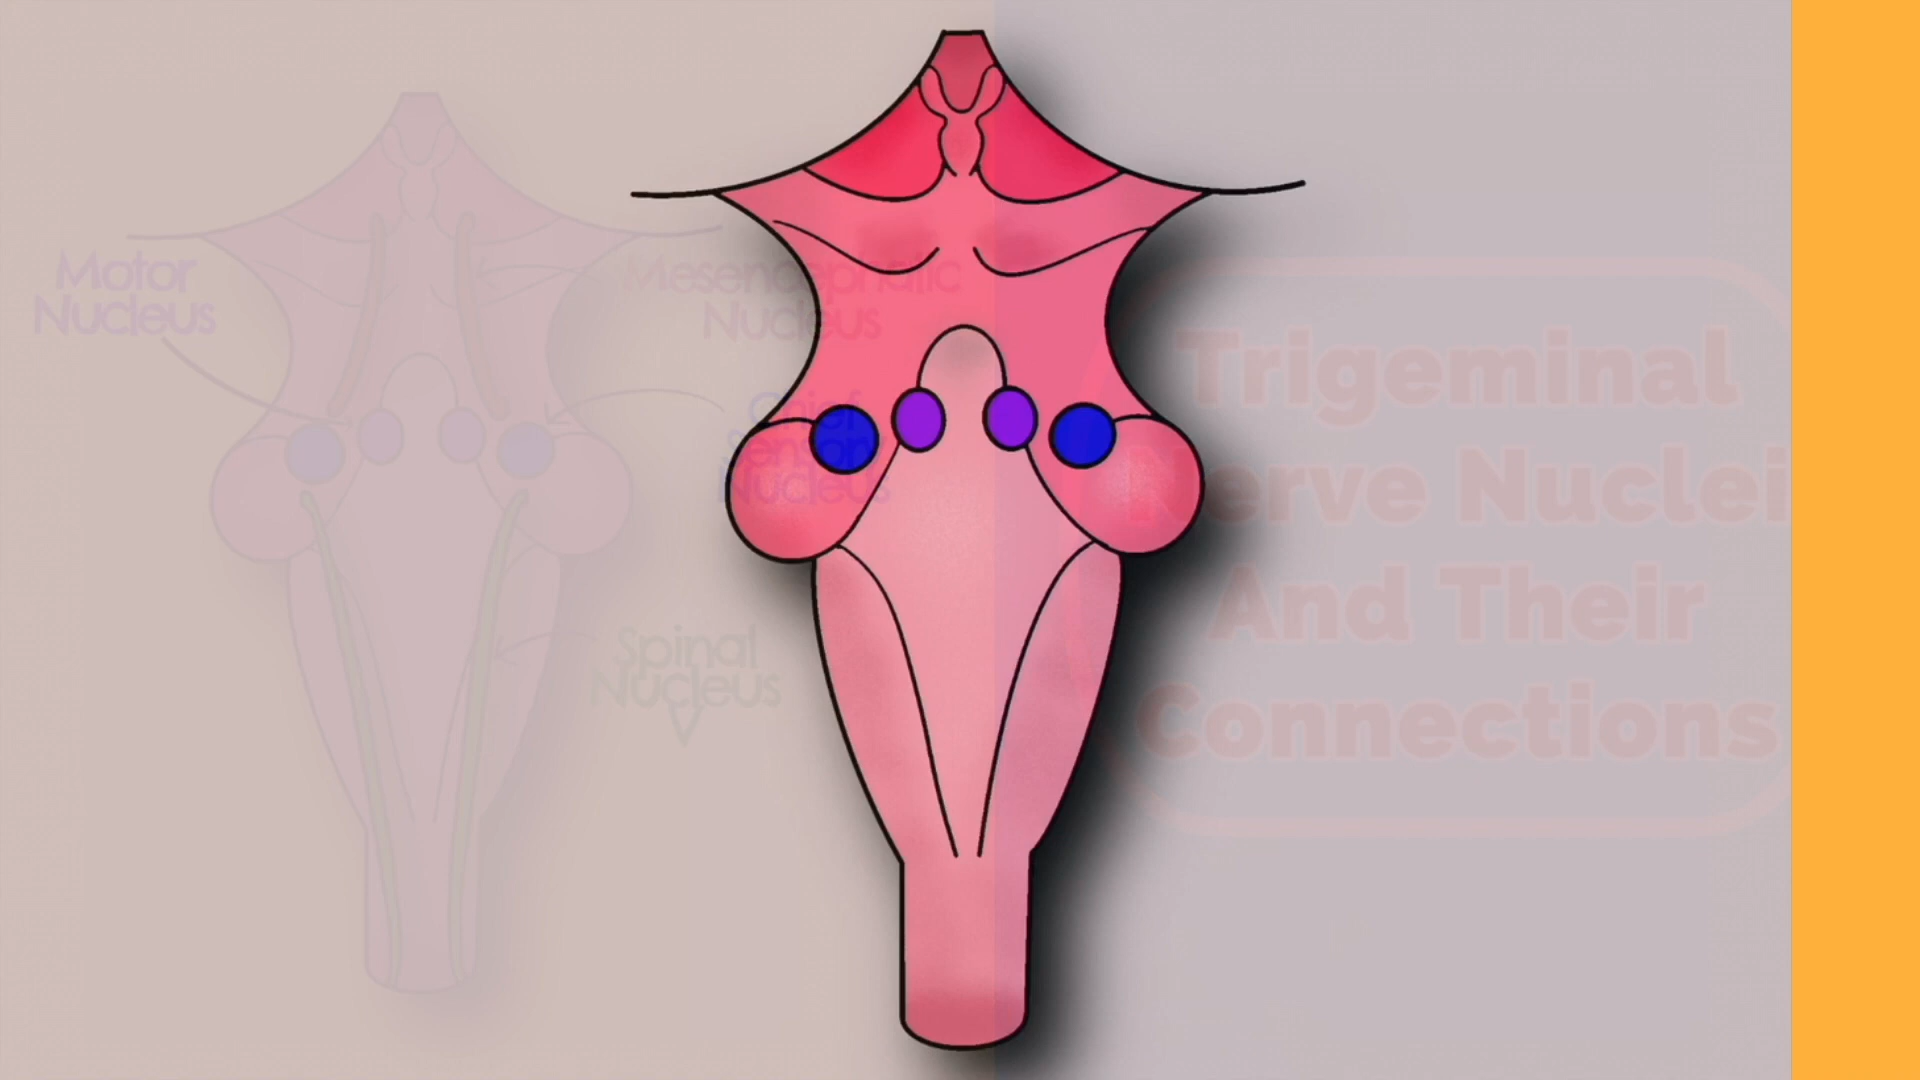 Motor
Nucleus
Mesencephalic
Nucleus
Chief
Sensory
Nucleus
Spinal
Nucleus
Trigeminal
Nerve Nuclei
And Their
Connections